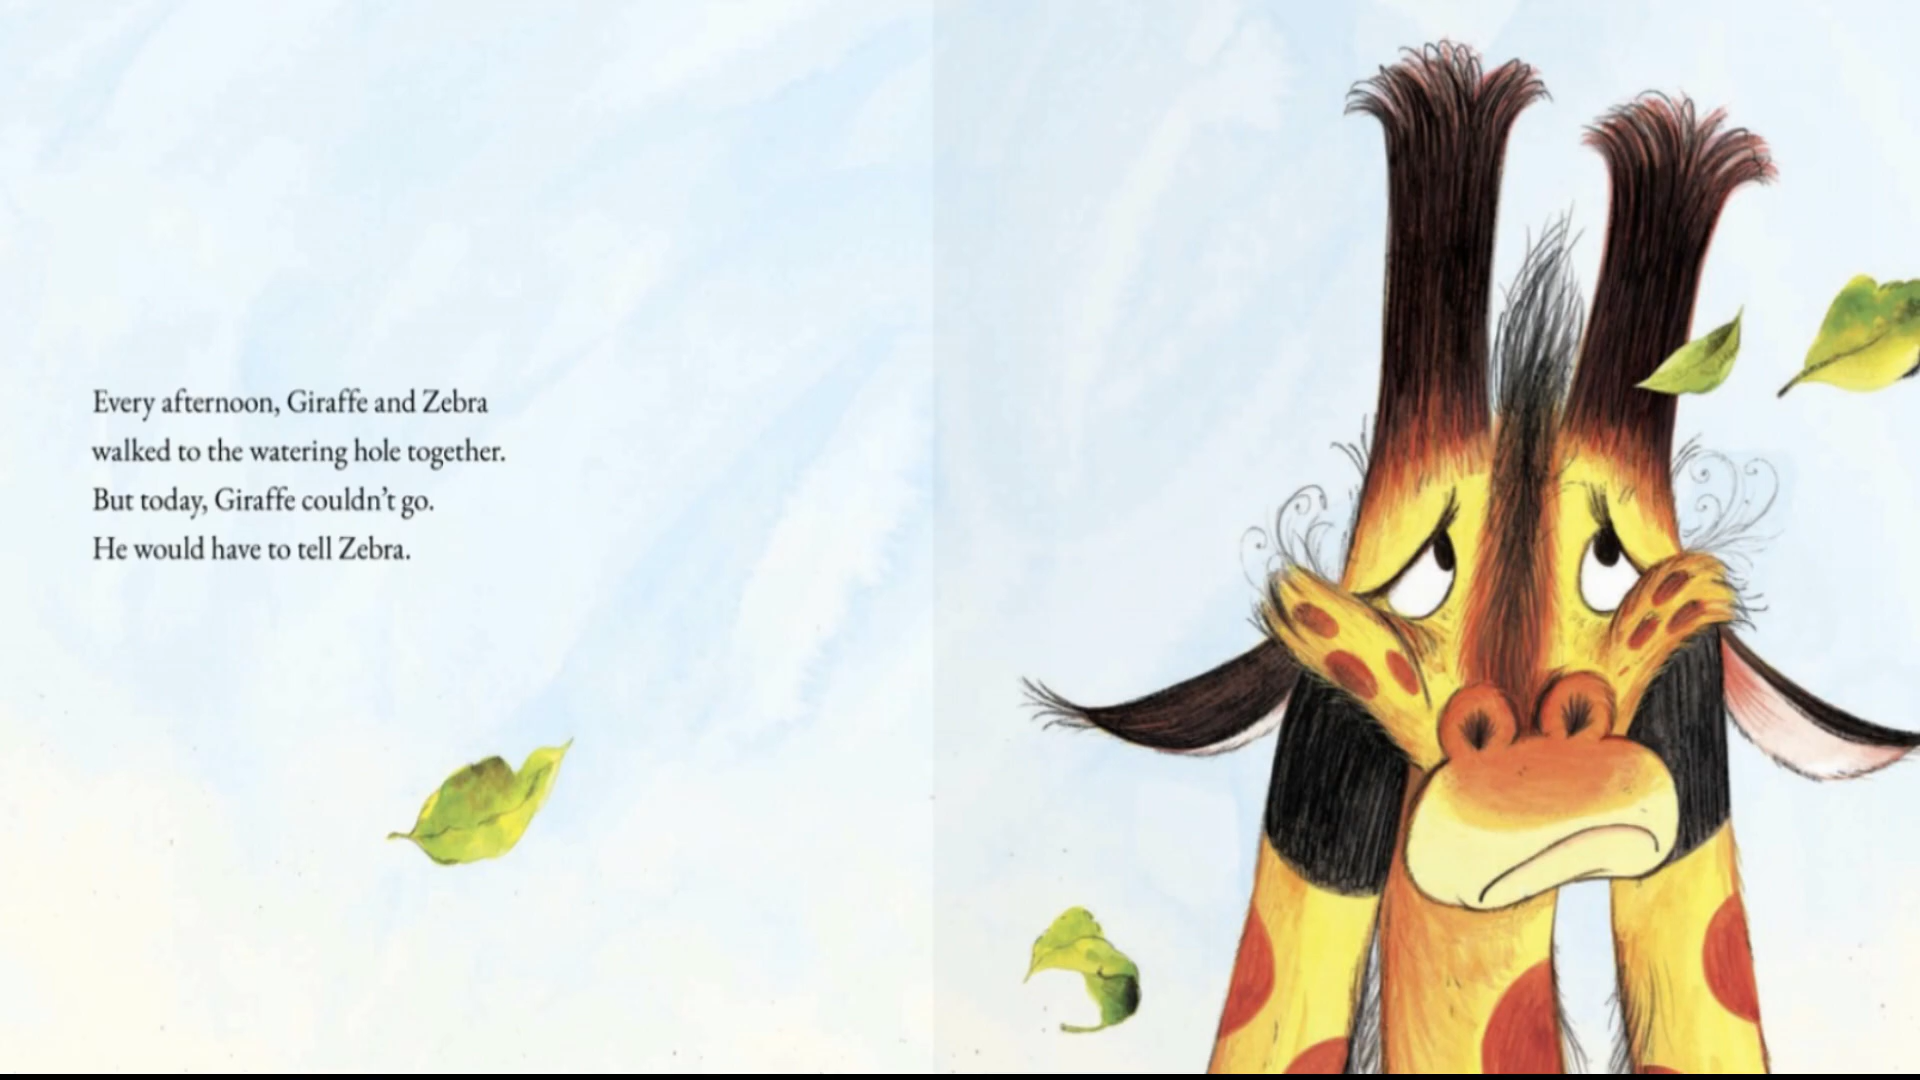 Every afternoon, Giraffe and Zebra
walked to the watering hole together.
But today, Giraffe couldn’t go.
He would have to tell Zebra.